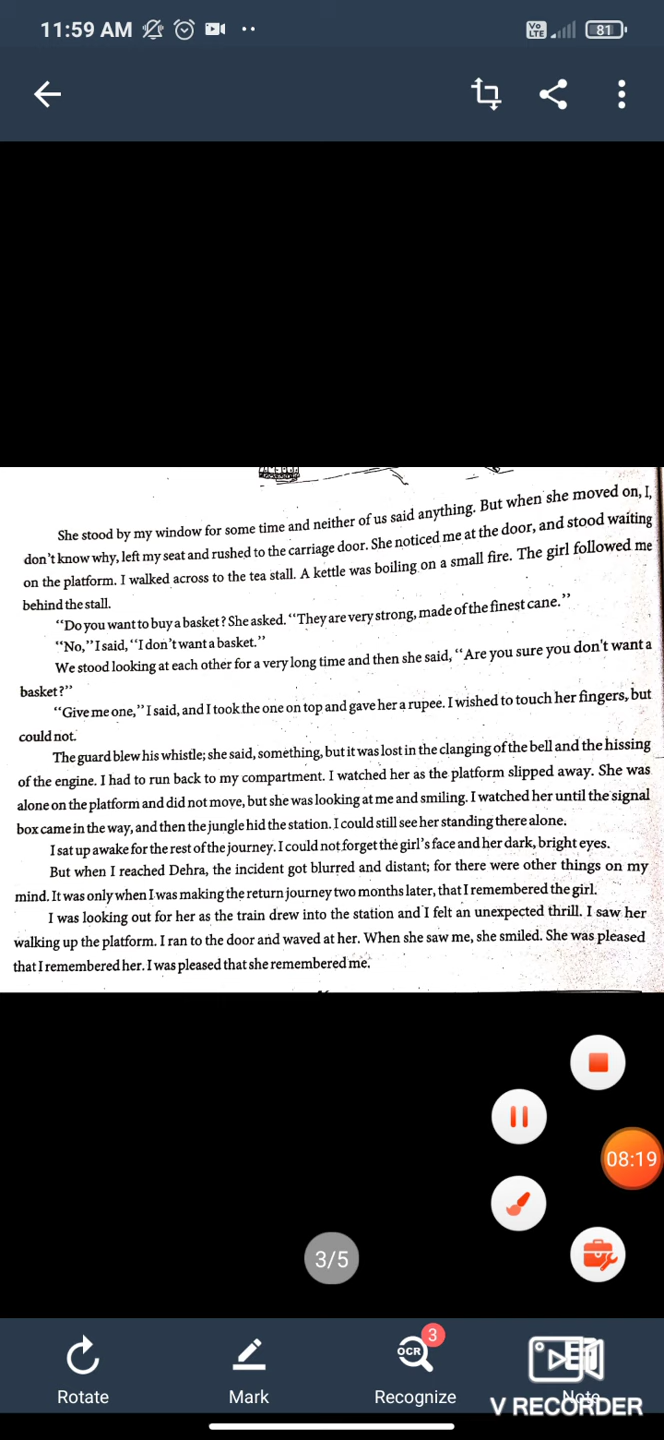 11:59 AM
Vo LTE 81
She stood by my window for some time and neither of us said anything. But when she moved on, I,
don't know why, left my seat and rushed to the carriage door. She noticed me at the door, and stood waiting
on the platform. I walked across to the tea stall. A kettle was boiling on a small fire. The girl followed me
behind the stall.
"Do you want to buy a basket? She asked. "They are very strong, made of the finest cane."
"No," I said, "I don't want a basket."
We stood looking at each other for a very long time and then she said, "Are you sure you don't want a
basket?"
"Give me one," I said, and I took the one on top and gave her a rupee. I wished to touch her fingers, but
could not.
The guard blew his whistle; she said, something, but it was lost in the clanging of the bell and the hissing
of the engine. I had to run back to my compartment. I watched her as the platform slipped away. She was
alone on the platform and did not move, but she was looking at me and smiling. I watched her until the signal
box came in the way, and then the jungle hid the station. I could still see her standing there alone.
I sat up awake for the rest of the journey. I could not forget the girl's face and her dark, bright eyes.
But when I reached Dehra, the incident got blurred and distant; for there were other things on my
mind. It was only when I was making the return journey two months later, that I remembered the girl.
I was looking out for her as the train drew into the station and I felt an unexpected thrill. I saw her
walking up the platform. I ran to the door and waved at her. When she saw me, she smiled. She was pleased
that I remembered her. I was pleased that she remembered me.
08:19
3/5
OCR 3
Rotate Mark Recognize Note
V RECORDER